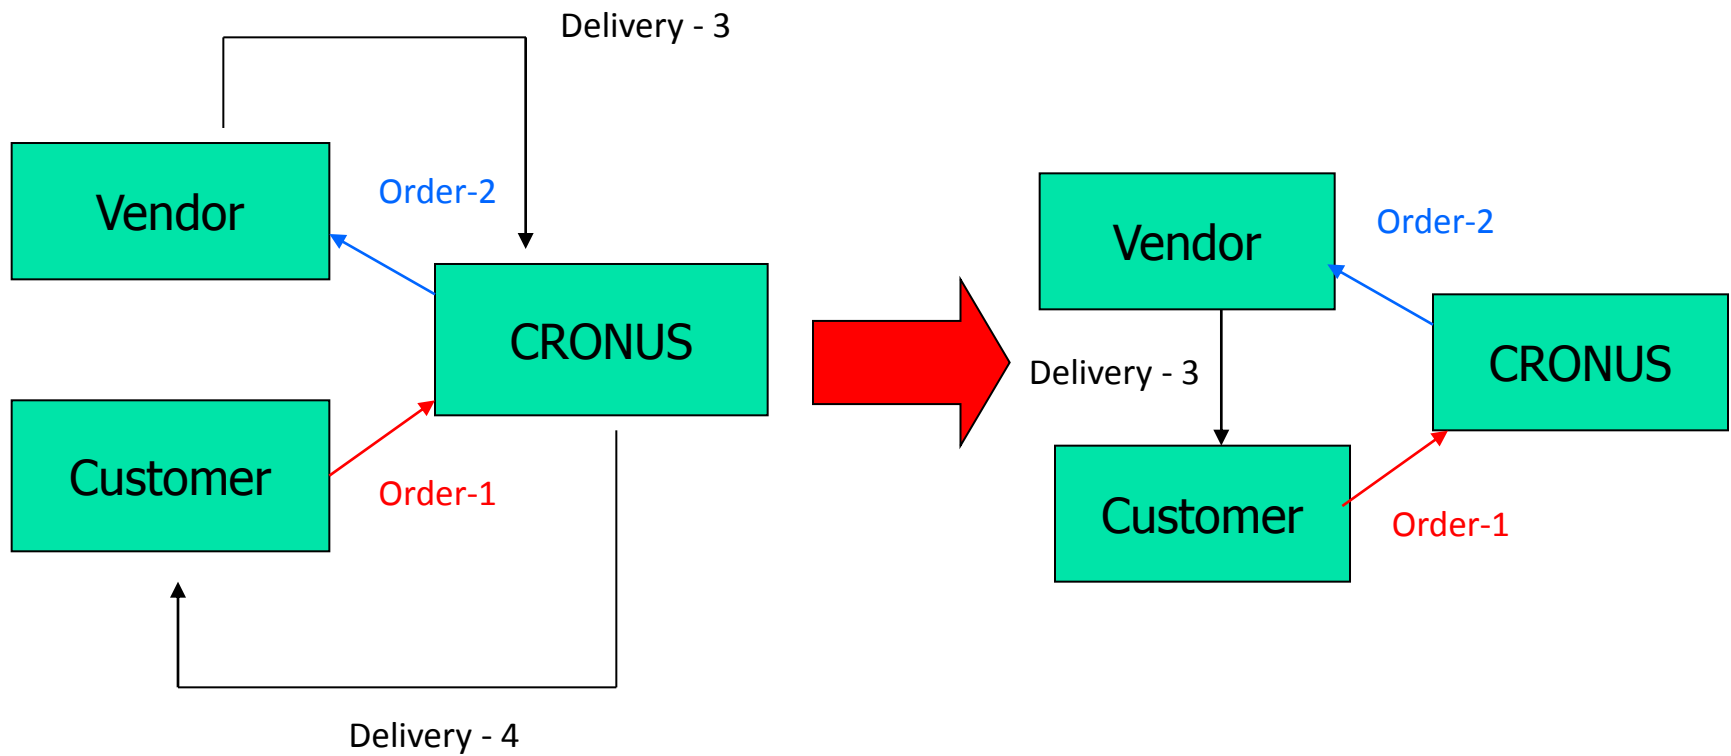 Delivery - 3
Vendor
Order-2
CRONUS
Customer
Order-1
Delivery - 4
Vendor
Order-2
CRONUS
Delivery - 3
Customer
Order-1